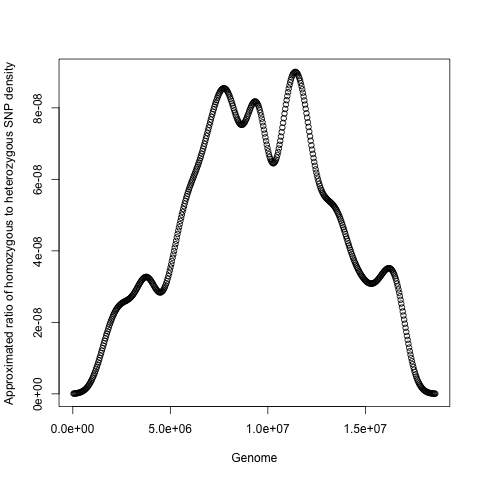 Approximated ratio of homozygous to heterozygous SNP density
8e-08
6e-08
4e-08
2e-08
0e+00
0.0e+00 5.0e+06 1.0e+07 1.5e+07
Genome